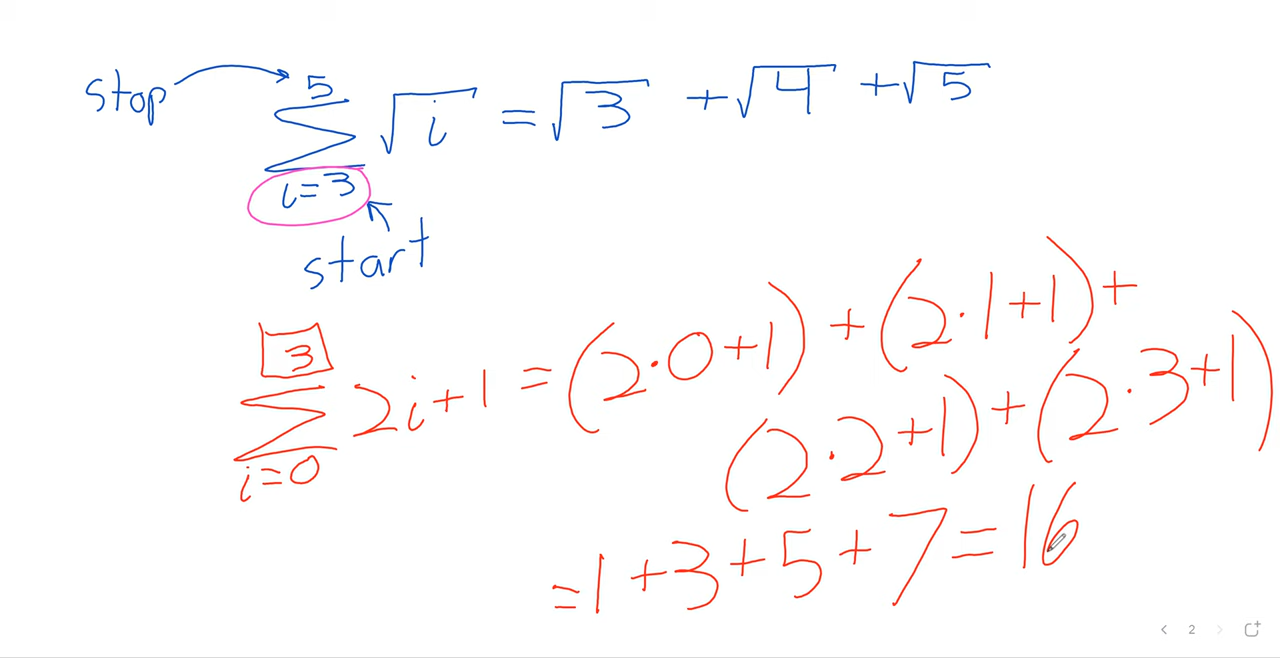 stop
5
∑ √i = √3 + √4 + √5
i=3
start
3
∑ 2i+1 = (2·0+1) + (2·1+1) +
i=0
(2·2+1) + (2·3+1)
=1+3+5+7=16
2